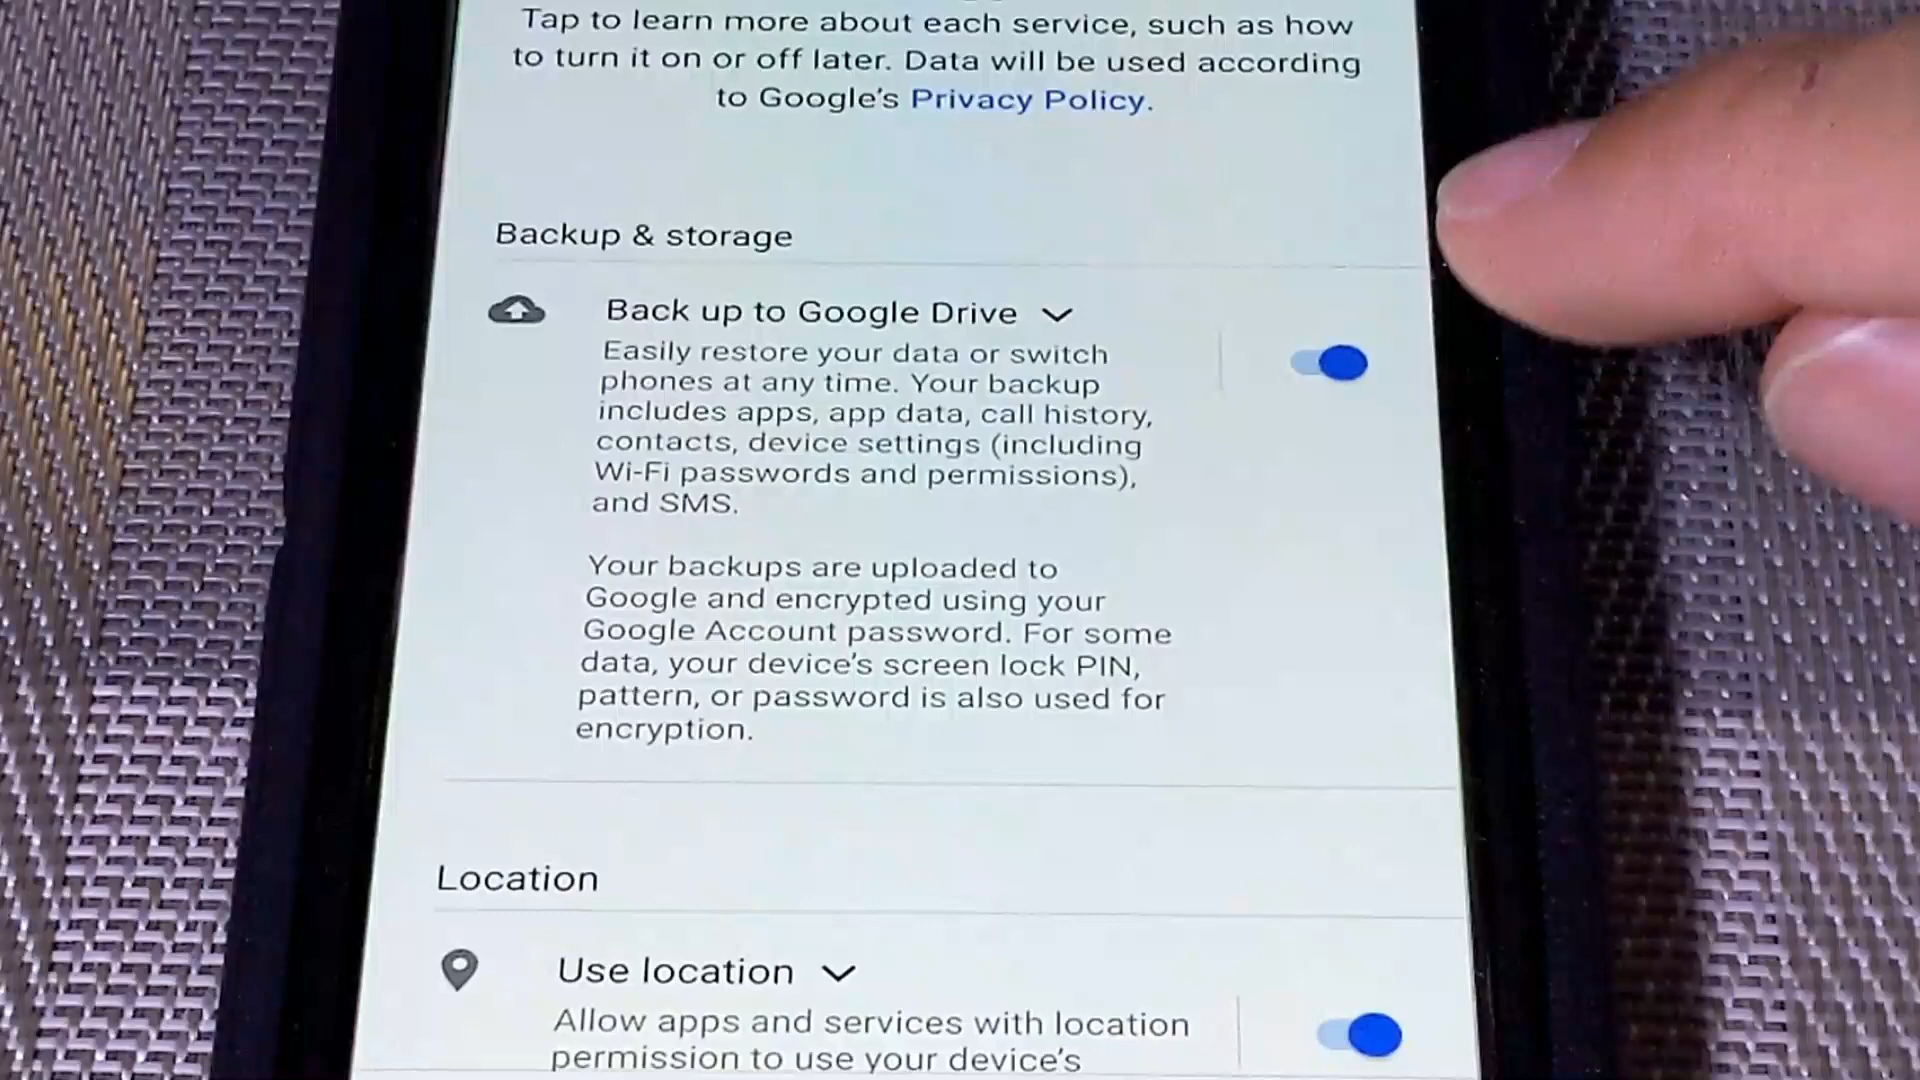 Tap to learn more about each service, such as how
to turn it on or off later. Data will be used according
to Google's Privacy Policy.
Backup & storage
Back up to Google Drive
Easily restore your data or switch
phones at any time. Your backup
includes apps, app data, call history,
contacts, device settings (including
Wi-Fi passwords and permissions),
and SMS.
Your backups are uploaded to
Google and encrypted using your
Google Account password. For some
data, your device's screen lock PIN,
pattern, or password is also used for
encryption.
Location
Use location
Allow apps and services with location
permission to use your device's